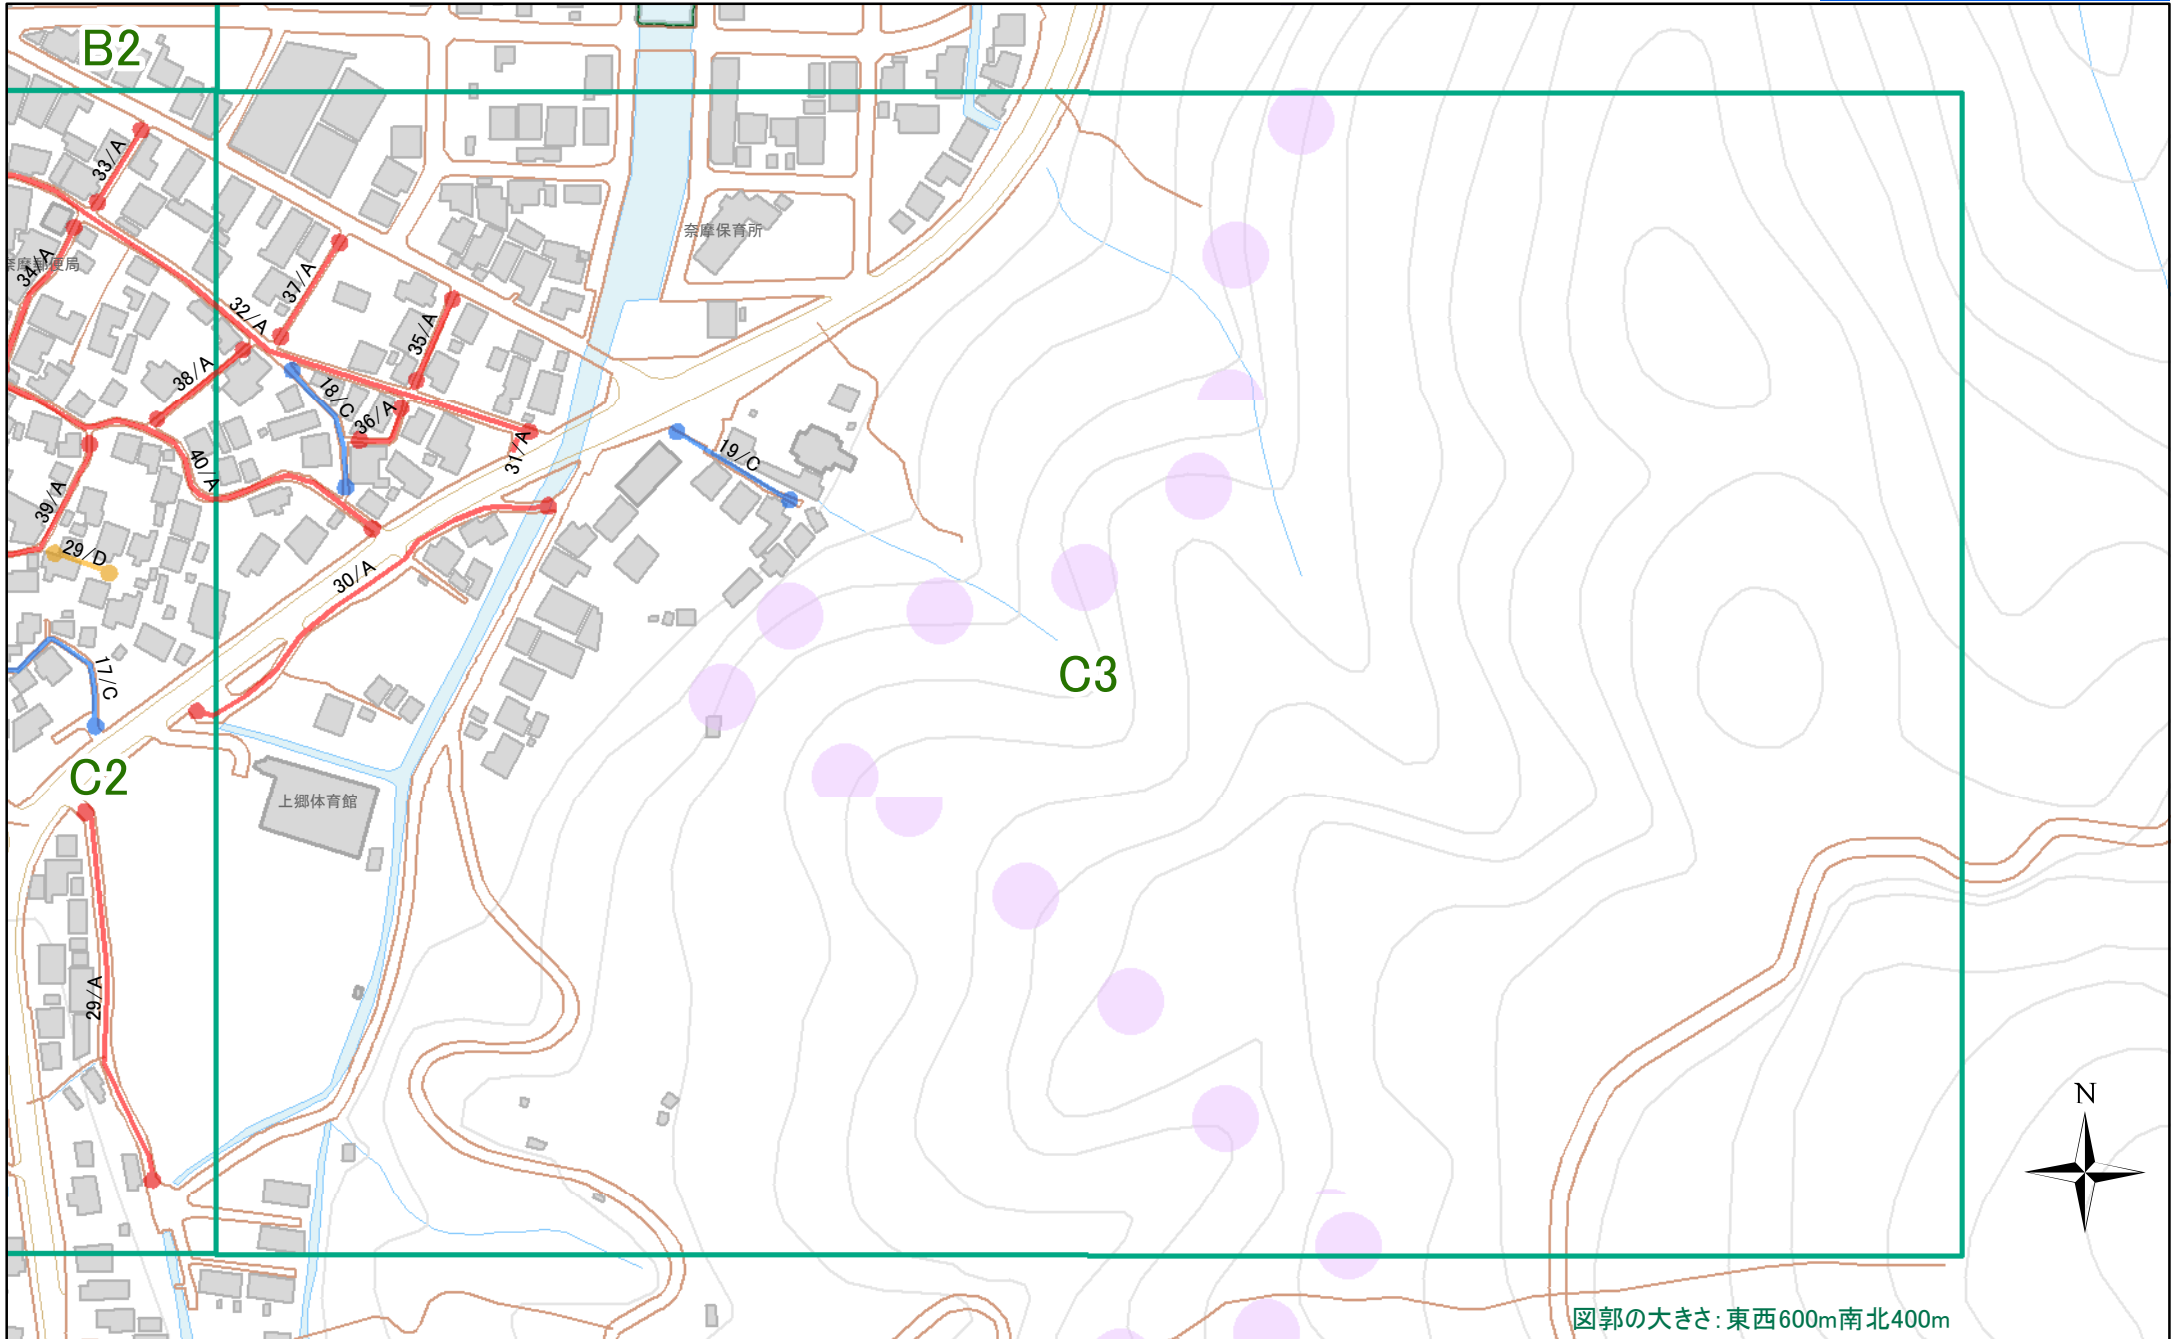 B2
33/A
奈摩保育所
奈摩郵便局
34/A
37/A
32/A
35/A
38/A
18/C
36/A
31/A
19/C
40/A
39/A
29/D
30/A
17/C
C3
C2
上郷体育館
29/A
N
図郭の大きさ：東西600m南北400m